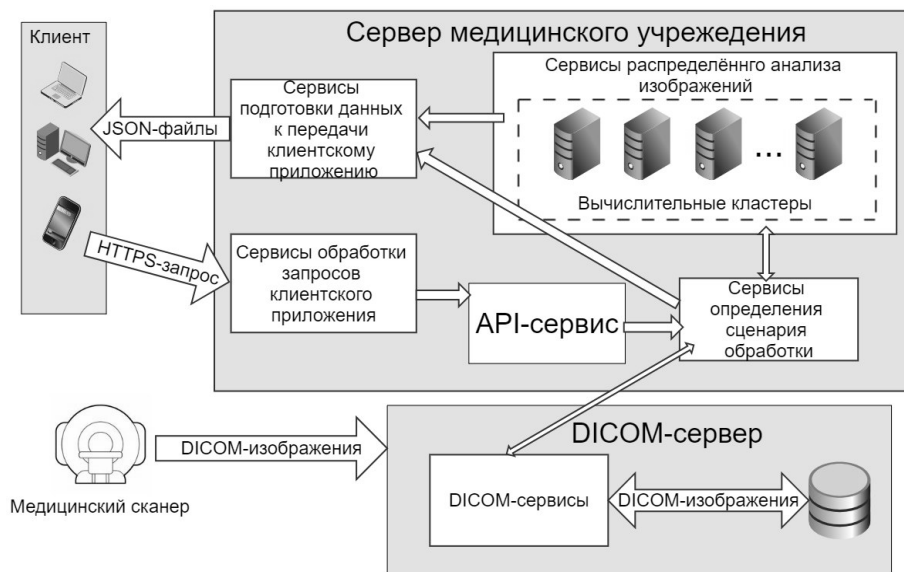 Клиент
Сервер медицинского учрежедения
Сервисы распределённго анализа
изображений
Сервисы
подготовки данных
к передачи
клиентскому
приложению
JSON-файлы
Вычислительные кластеры
HTTPS-запрос
Сервисы обработки
запросов
клиентского
приложения
API-сервис
Сервисы
определения
сценария
обработки
DICOM-сервер
DICOM-изображения
Медицинский сканер
DICOM-сервисы
DICOM-изображения